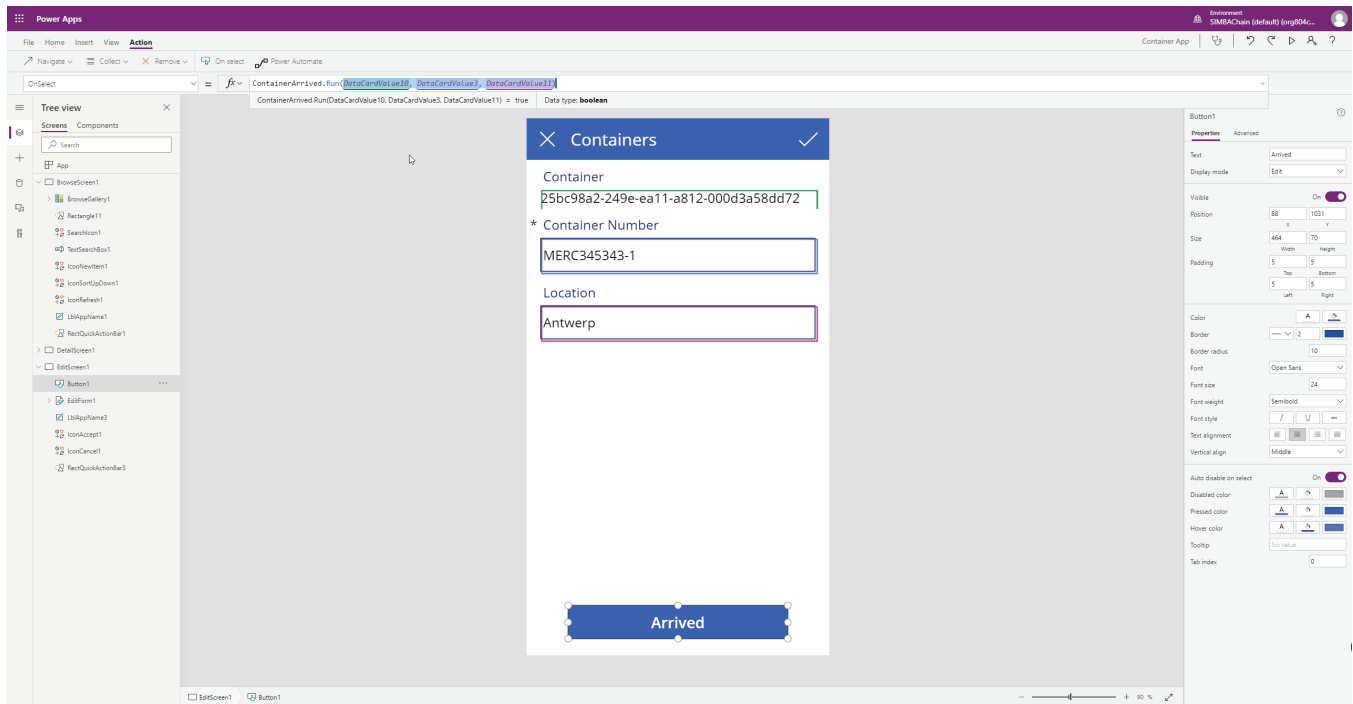 Power Apps
Environment
SIMBAChain (default) (org804c...
File Home Insert View Action
Container App
Navigate Collect Remove On select Power Automate
OnSelect = fx ContainerArrived.Run(DataCardValue10, DataCardValue3, DataCardValue11)
ContainerArrived.Run(DataCardValue10, DataCardValue3, DataCardValue11) = true Data type: boolean
Tree view
Screens Components
Search
App
BrowseScreen1
BrowseGallery1
Rectangle11
SearchIcon1
TextSearchBox1
IconNewItem1
IconSortUpDown1
IconRefresh1
LblAppName1
RectQuickActionBar1
DetailScreen1
EditScreen1
Button1 ...
EditForm1
LblAppName3
IconAccept1
IconCancel1
RectQuickActionBar3
Containers
Container
25bc98a2-249e-ea11-a812-000d3a58dd72
* Container Number
MERC345343-1
Location
Antwerp
Arrived
Button1
Properties Advanced
Text Arrived
Display mode Edit
Visible On
Position 88 1031
X Y
Size 464 70
Width Height
Padding 5 5
Top Bottom
5 5
Left Right
Color A
Border 2
Border radius 10
Font Open Sans
Font size 24
Font weight Semibold
Font style / U abc
Text alignment
Vertical align Middle
Auto disable on select On
Disabled color A
Pressed color A
Hover color A
Tooltip No value
Tab index 0
EditScreen1 Button1
− + 90 %